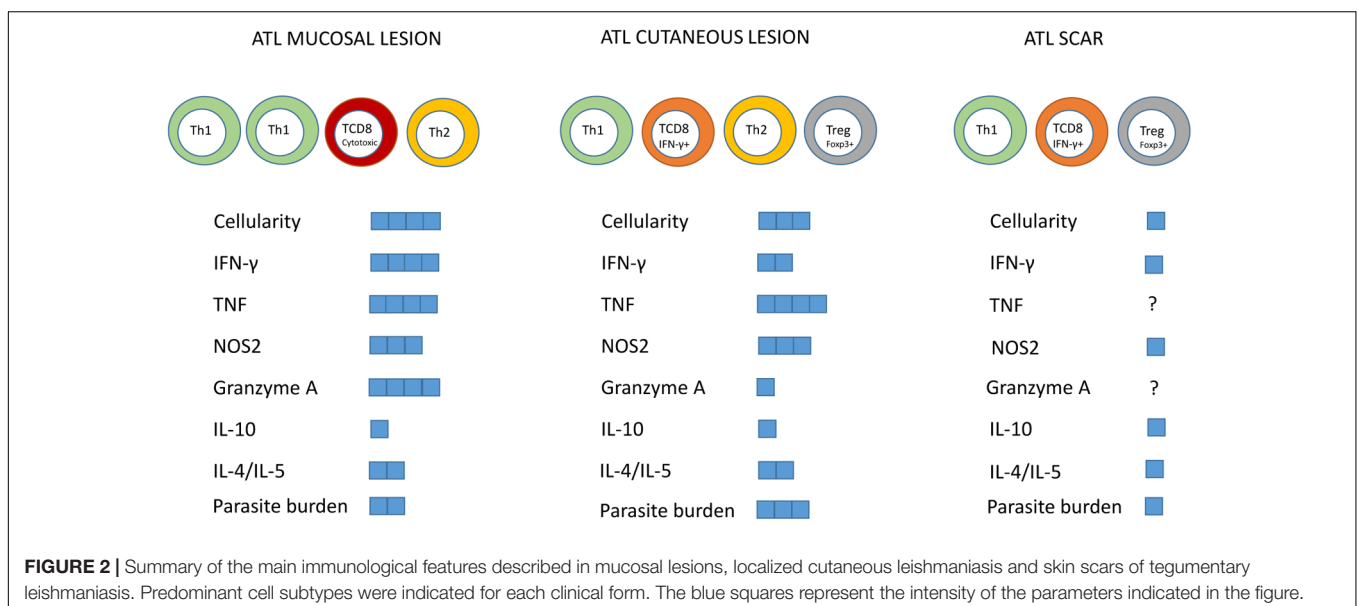 ATL MUCOSAL LESION
Th1
Th1
TCD8
Cytotoxic
Th2
Cellularity
IFN-γ
TNF
NOS2
Granzyme A
IL-10
IL-4/IL-5
Parasite burden
ATL CUTANEOUS LESION
Th1
TCD8
IFN-γ+
Th2
Treg
Foxp3+
Cellularity
IFN-γ
TNF
NOS2
Granzyme A
IL-10
IL-4/IL-5
Parasite burden
ATL SCAR
Th1
TCD8
IFN-γ+
Treg
Foxp3+
Cellularity
IFN-γ
TNF ?
NOS2
Granzyme A ?
IL-10
IL-4/IL-5
Parasite burden
FIGURE 2 | Summary of the main immunological features described in mucosal lesions, localized cutaneous leishmaniasis and skin scars of tegumentary
leishmaniasis. Predominant cell subtypes were indicated for each clinical form. The blue squares represent the intensity of the parameters indicated in the figure.